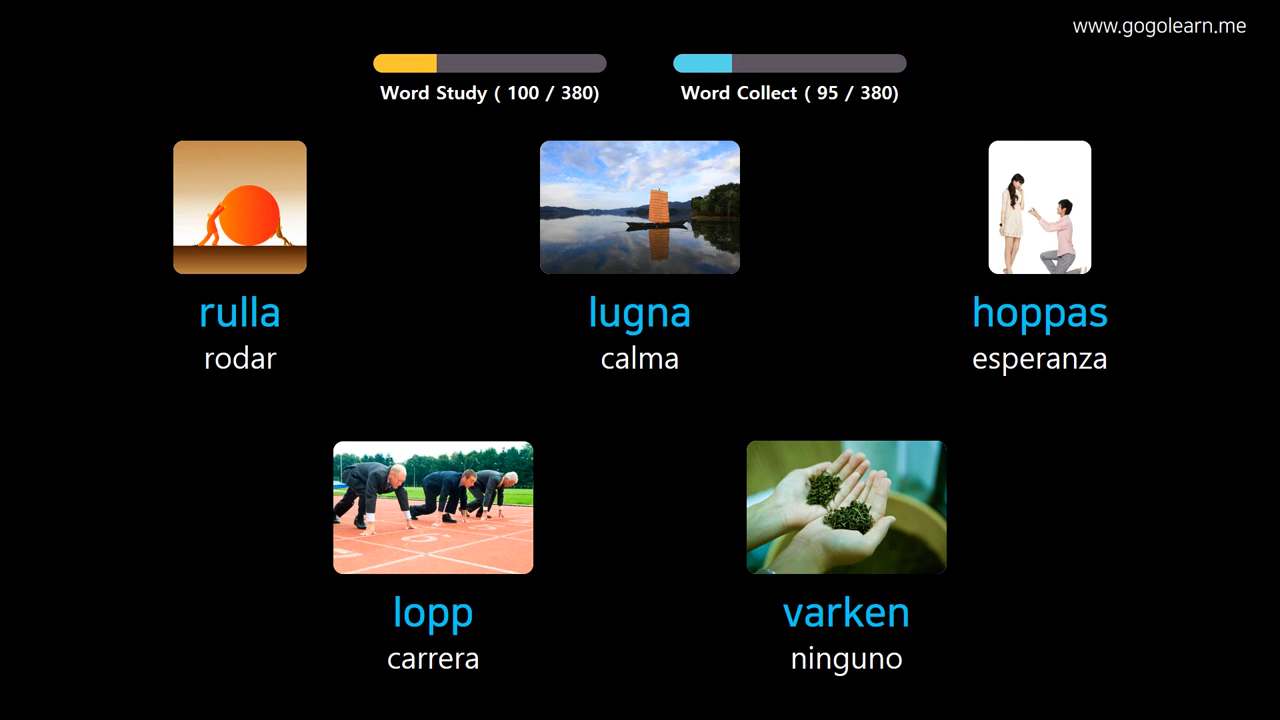 www.gogolearn.me
Word Study ( 100 / 380)
Word Collect ( 95 / 380)
rulla
rodar
lugna
calma
hoppas
esperanza
lopp
carrera
varken
ninguno